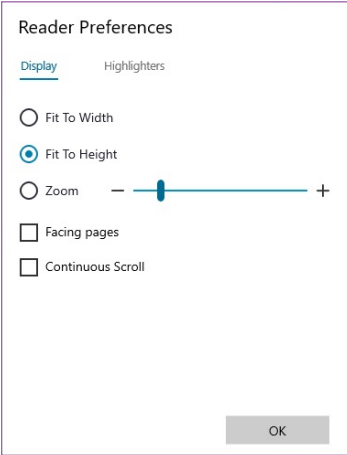 Reader Preferences
Display Highlighters
Fit To Width
Fit To Height
Zoom − +
Facing pages
Continuous Scroll
OK